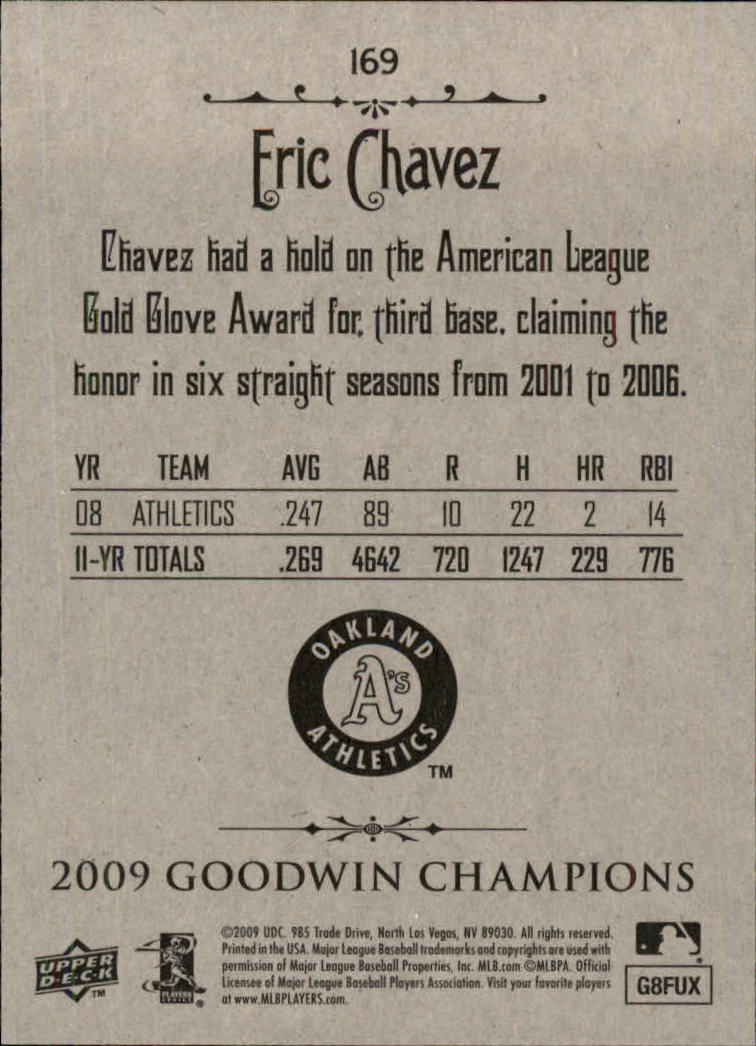 169
Eric Chavez
Chavez had a hold on the American League
Gold Glove Award for third base, claiming the
honor in six straight seasons from 2001 to 2006.
YR TEAM AVG AB R H HR RBI
08 ATHLETICS .247 89 10 22 2 14
11-YR TOTALS .269 4642 720 1247 229 776
OAKLAND
A's
ATHLETICS
TM
2009 GOODWIN CHAMPIONS
©2009 UDC. 985 Trade Drive, North Las Vegas, NV 89030. All rights reserved.
Printed in the USA. Major League Baseball trademarks and copyrights are used with
permission of Major League Baseball Properties, Inc. MLB.com ©MLBPA. Official
Licensee of Major League Baseball Players Association. Visit your favorite players
at www.MLBPLAYERS.com.
UPPER
DECK
TM
®
G8FUX